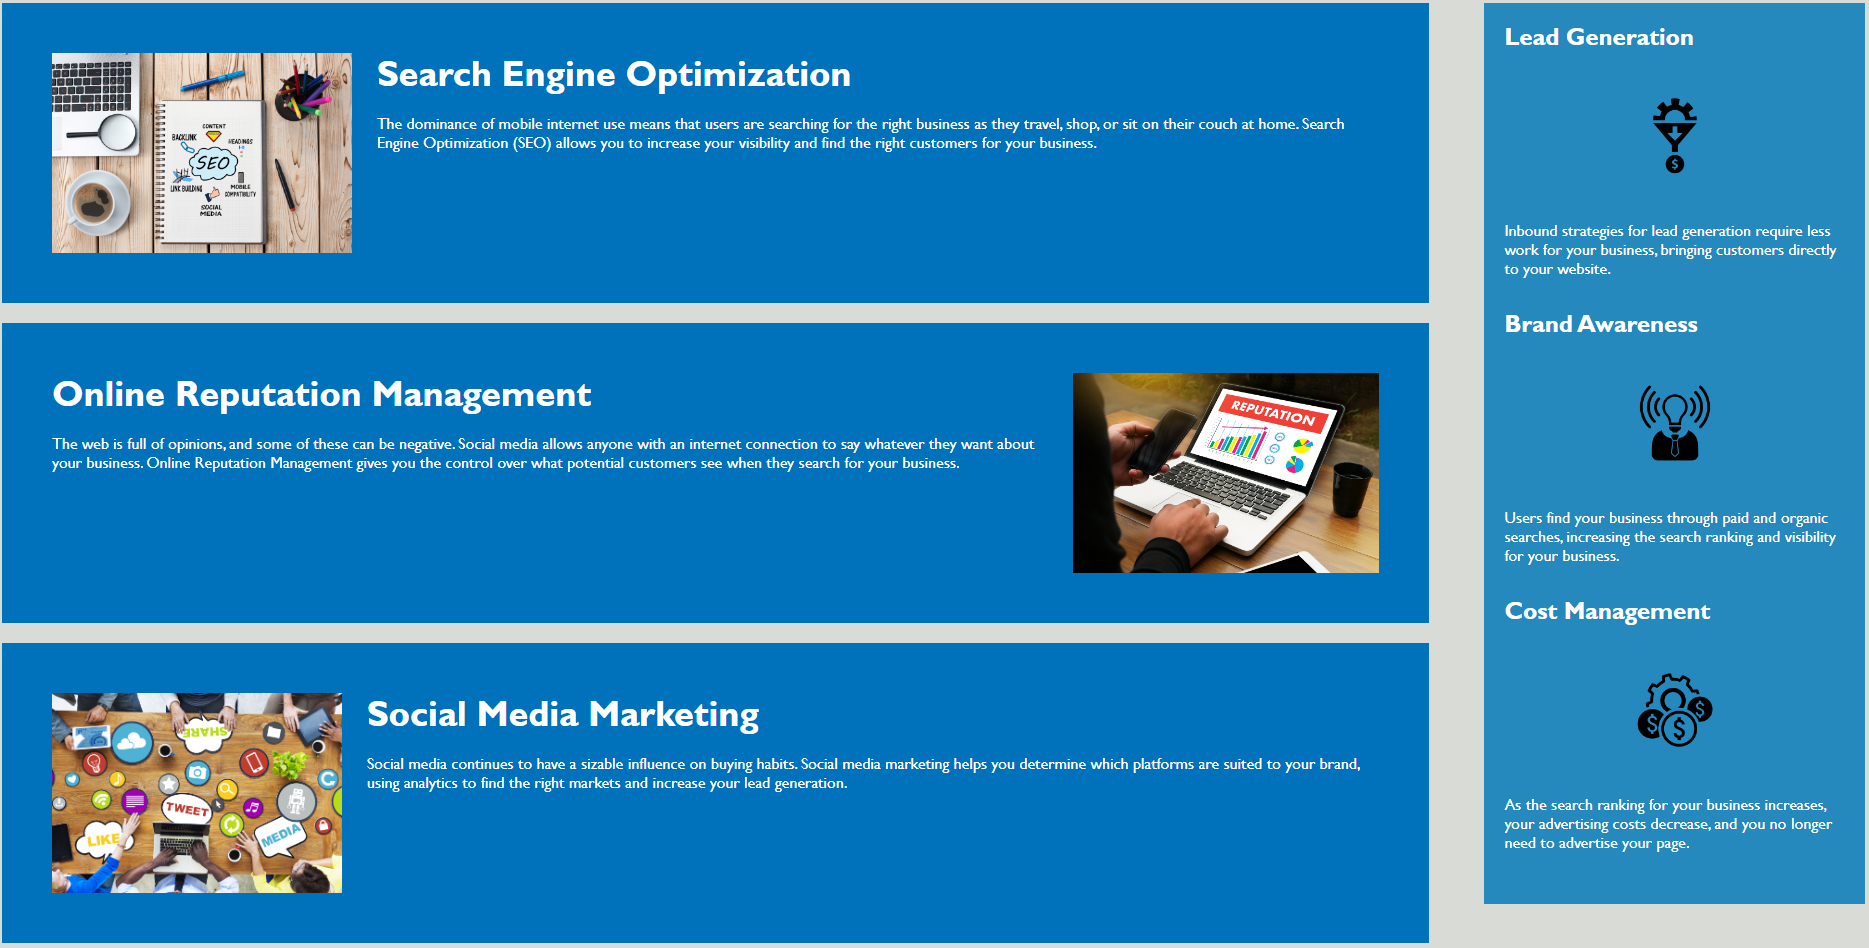 CONTENT
BACKLINK
HEADINGS
SEO
LINK BUILDING
MOBILE
COMPATIBILITY
SOCIAL
MEDIA
Search Engine Optimization
The dominance of mobile internet use means that users are searching for the right business as they travel, shop, or sit on their couch at home. Search
Engine Optimization (SEO) allows you to increase your visibility and find the right customers for your business.
Online Reputation Management
The web is full of opinions, and some of these can be negative. Social media allows anyone with an internet connection to say whatever they want about
your business. Online Reputation Management gives you the control over what potential customers see when they search for your business.
REPUTATION
SHARE
TWEET
LIKE
MEDIA
Social Media Marketing
Social media continues to have a sizable influence on buying habits. Social media marketing helps you determine which platforms are suited to your brand,
using analytics to find the right markets and increase your lead generation.
Lead Generation
$
Inbound strategies for lead generation require less
work for your business, bringing customers directly
to your website.
Brand Awareness
Users find your business through paid and organic
searches, increasing the search ranking and visibility
for your business.
Cost Management
$ $ $
As the search ranking for your business increases,
your advertising costs decrease, and you no longer
need to advertise your page.